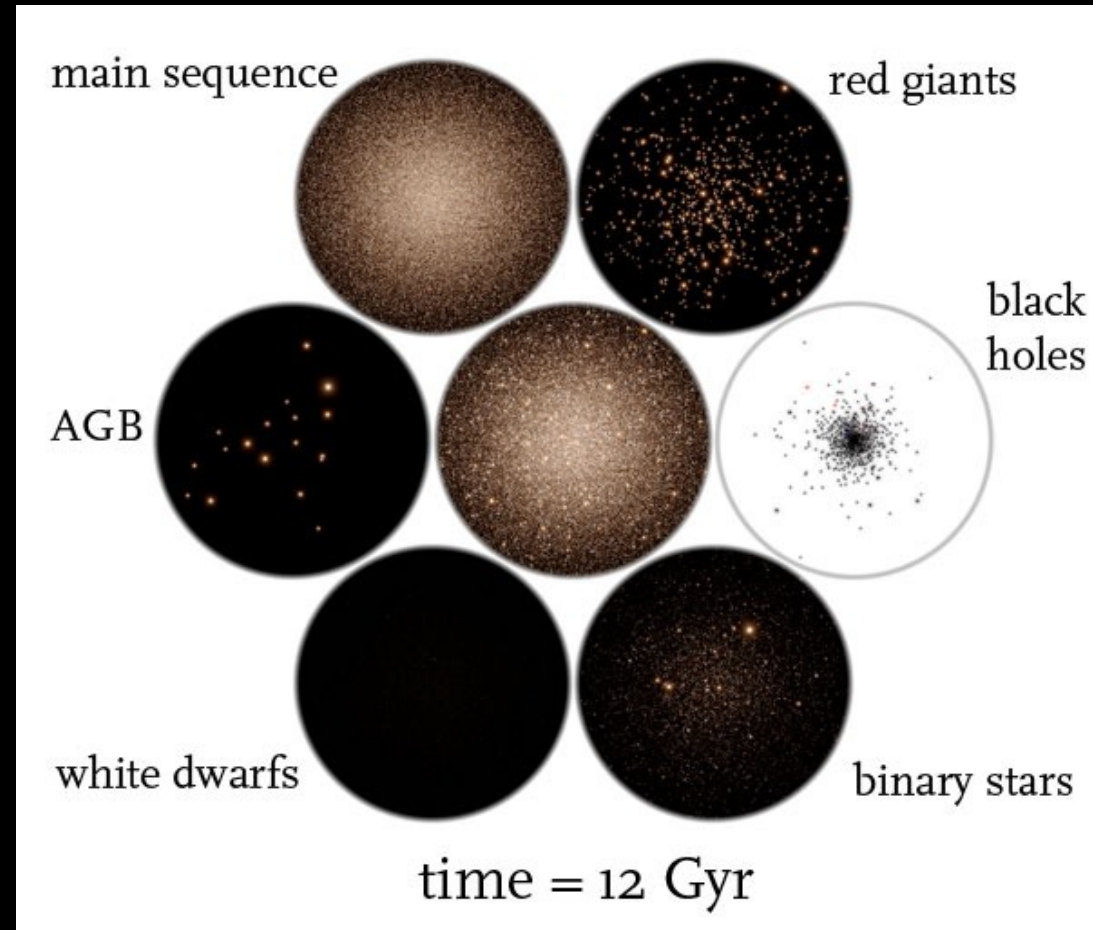 main sequence
red giants
black
holes
AGB
white dwarfs
binary stars
time = 12 Gyr